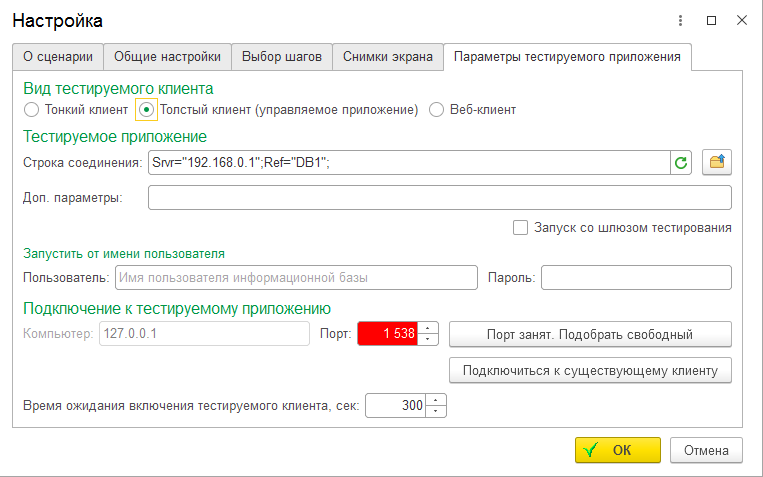 Настройка
О сценарии Общие настройки Выбор шагов Снимки экрана Параметры тестируемого приложения
Вид тестируемого клиента
Тонкий клиент Толстый клиент (управляемое приложение) Веб-клиент
Тестируемое приложение
Строка соединения: Srvr="192.168.0.1";Ref="DB1";
Доп. параметры:
Запуск со шлюзом тестирования
Запустить от имени пользователя
Пользователь: Имя пользователя информационной базы Пароль:
Подключение к тестируемому приложению
Компьютер: 127.0.0.1 Порт: 1 538 Порт занят. Подобрать свободный
Подключиться к существующему клиенту
Время ожидания включения тестируемого клиента, сек: 300
ОК Отмена